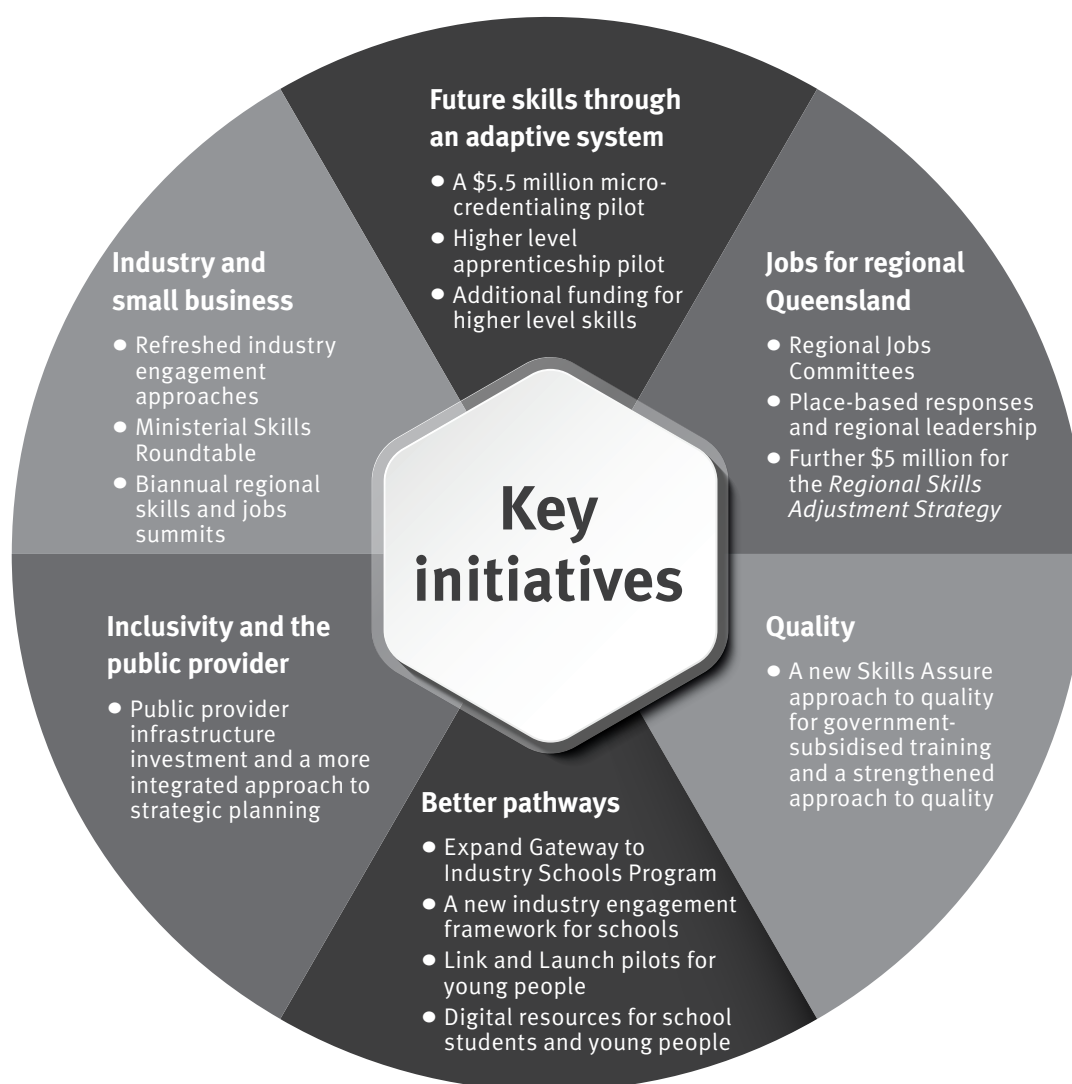 Future skills through
an adaptive system
● A $5.5 million micro-
credentialing pilot
● Higher level
apprenticeship pilot
● Additional funding for
higher level skills
Jobs for regional
Queensland
● Regional Jobs
Committees
● Place-based responses
and regional leadership
● Further $5 million for
the Regional Skills
Adjustment Strategy
Quality
● A new Skills Assure
approach to quality
for government-
subsidised training
and a strengthened
approach to quality
Better pathways
● Expand Gateway to
Industry Schools Program
● A new industry engagement
framework for schools
● Link and Launch pilots for
young people
● Digital resources for school
students and young people
Inclusivity and the
public provider
● Public provider
infrastructure
investment and a more
integrated approach to
strategic planning
Industry and
small business
● Refreshed industry
engagement
approaches
● Ministerial Skills
Roundtable
● Biannual regional
skills and jobs
summits
Key
initiatives